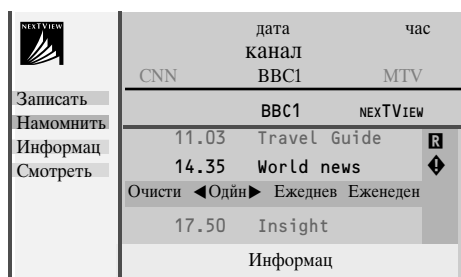 NEXTVIEW
дата час
канал
CNN BBC1 MTV
BBC1 NEXTVIEW
Записать
Намомнить
Информац
Смотреть
11.03 Travel Guide R
14.35 World news !
Очисти ◀Одйн▶ Ежеднев Еженеден
17.50 Insight
Информац